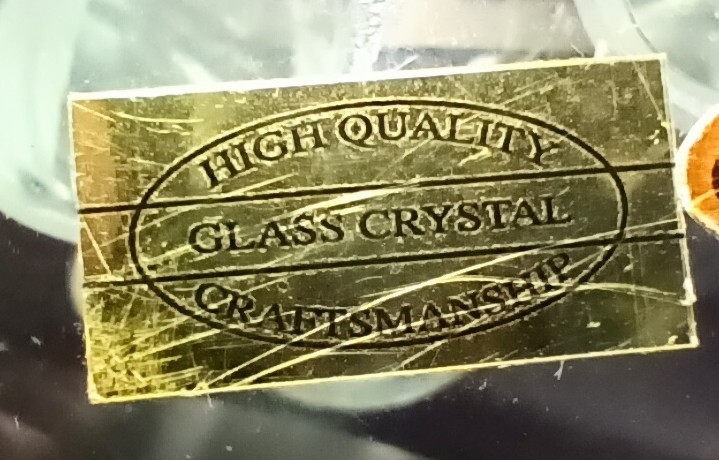 HIGH QUALITY
GLASS CRYSTAL
CRAFTSMANSHIP